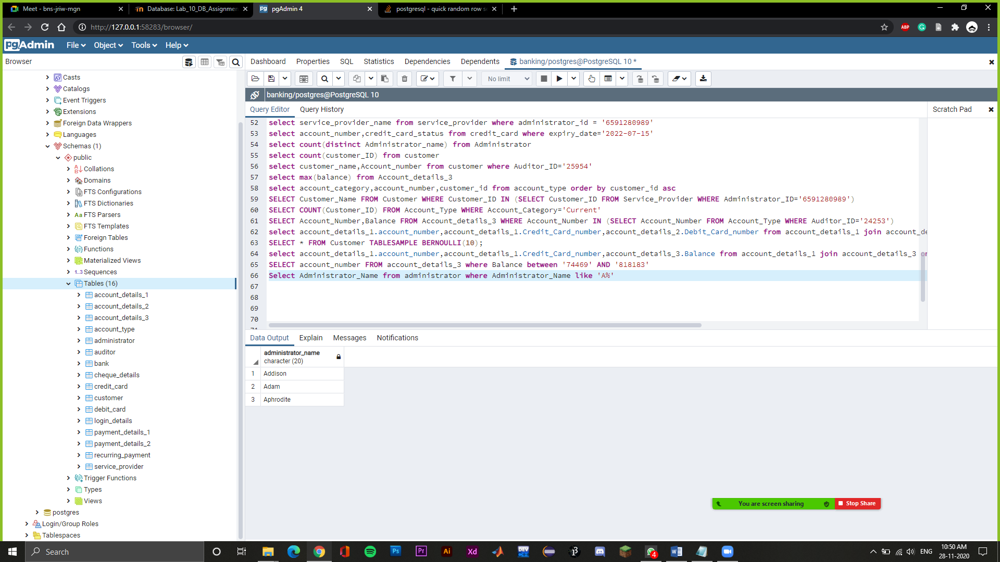 Meet - bns-jriw-mgn
Database: Lab_10_DB_Assignmen
pgAdmin 4
postgresql - quick random row s
http://127.0.0.1:58283/browser/
ABP
pgAdmin
File Object Tools Help
Browser
Dashboard Properties SQL Statistics Dependencies Dependents banking/postgres@PostgreSQL 10 *
No limit
banking/postgres@PostgreSQL 10
Query Editor Query History
Scratch Pad
Casts
Catalogs
Event Triggers
Extensions
Foreign Data Wrappers
Languages
Schemas (1)
public
Collations
Domains
FTS Configurations
FTS Dictionaries
Aa FTS Parsers
FTS Templates
Foreign Tables
Functions
Materialized Views
1..3 Sequences
Tables (16)
account_details_1
account_details_2
account_details_3
account_type
administrator
auditor
bank
cheque_details
credit_card
customer
debit_card
login_details
payment_details_1
payment_details_2
recurring_payment
service_provider
Trigger Functions
Types
Views
postgres
Login/Group Roles
Tablespaces
52 select service_provider_name from service_provider where administrator_id = '6591280989'
53 select account_number,credit_card_status from credit_card where expiry_date='2022-07-15'
54 select count(distinct Administrator_name) from Administrator
55 select count(customer_ID) from customer
56 select customer_name,Account_number from customer where Auditor_ID='25954'
57 select max(balance) from Account_details_3
58 select account_category,account_number,customer_id from account_type order by customer_id asc
59 SELECT Customer_Name FROM Customer WHERE Customer_ID IN (SELECT Customer_ID FROM Service_Provider WHERE Administrator_ID='6591280989')
60 SELECT COUNT(Customer_ID) FROM Account_Type WHERE Account_Category='Current'
61 SELECT Account_Number,Balance FROM Account_details_3 WHERE Account_Number IN (SELECT Account_Number FROM Account_Type WHERE Auditor_ID='24253')
62 select account_details_1.account_number,account_details_1.Credit_Card_number,account_details_2.Debit_Card_number from account_details_1 join account_de
63 SELECT * FROM Customer TABLESAMPLE BERNOULLI(10);
64 select account_details_1.account_number,account_details_1.Credit_Card_number,account_details_3.Balance from account_details_1 join account_details_3 on
65 SELECT account_number FROM account_details_3 where Balance between '74469' AND '818183'
66 Select Administrator_Name from administrator where Administrator_Name like 'A%'
67
68
69
70
71
Data Output Explain Messages Notifications
administrator_name
character (20)
1 Addison
2 Adam
3 Aphrodite
You are screen sharing
Stop Share
Search
Ps
Pr
Ai
Xd
DEV
4
ENG
10:50 AM
28-11-2020